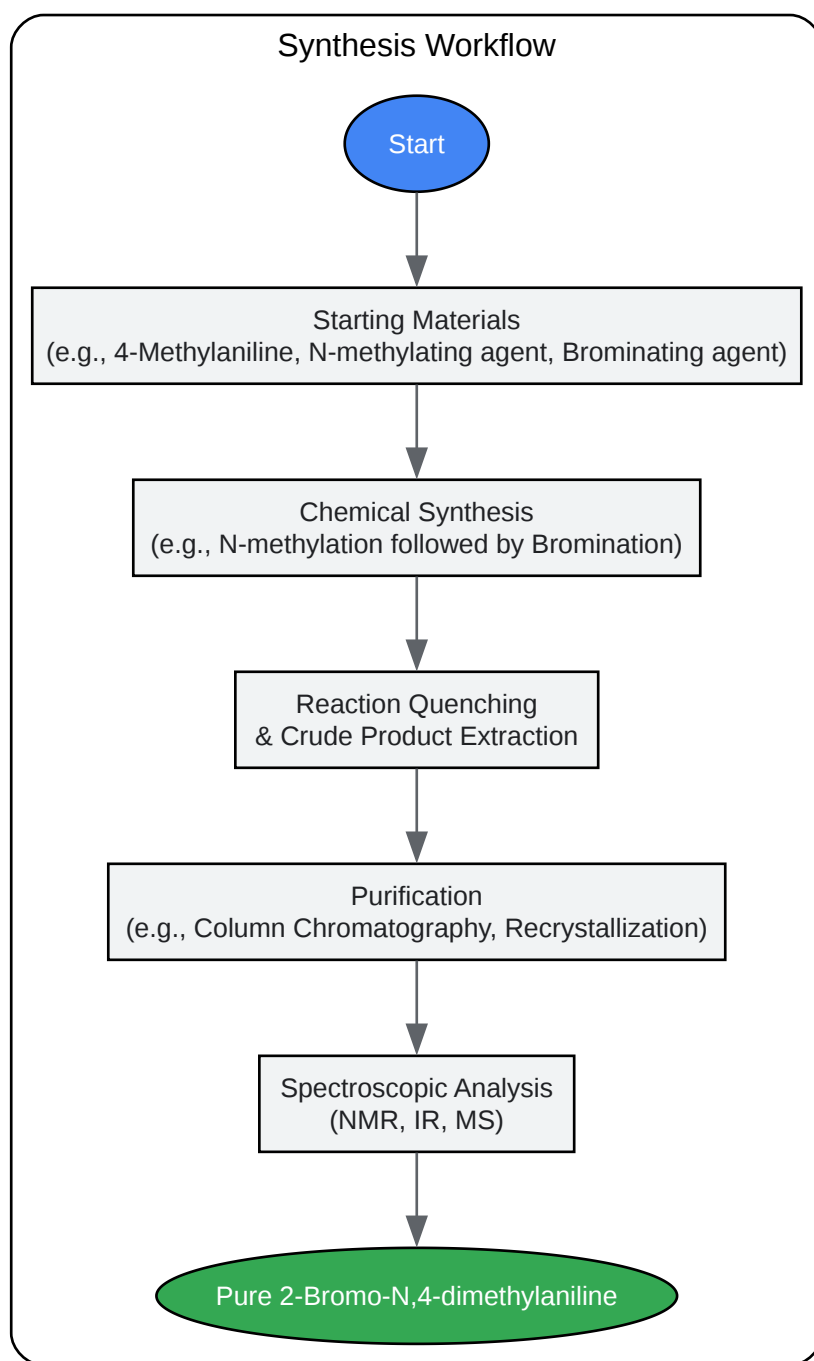 Synthesis Workflow
Start
Starting Materials
(e.g., 4-Methylaniline, N-methylating agent, Brominating agent)
Chemical Synthesis
(e.g., N-methylation followed by Bromination)
Reaction Quenching
& Crude Product Extraction
Purification
(e.g., Column Chromatography, Recrystallization)
Spectroscopic Analysis
(NMR, IR, MS)
Pure 2-Bromo-N,4-dimethylaniline